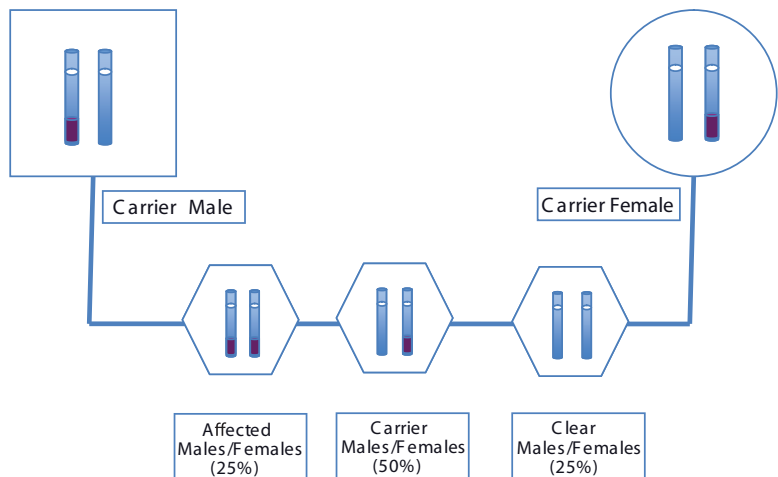 Carrier Male
Carrier Female
Affected
Males/Females
(25%)
Carrier
Males/Females
(50%)
Clear
Males/Females
(25%)